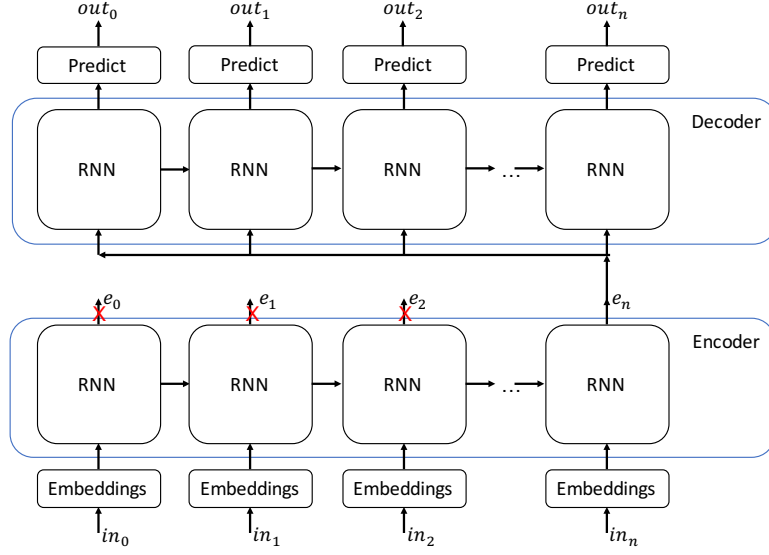 out₀ out₁ out₂ outₙ
Predict Predict Predict Predict
Decoder
RNN RNN RNN ... RNN
e₀ e₁ e₂ eₙ
Encoder
RNN RNN RNN ... RNN
Embeddings Embeddings Embeddings Embeddings
in₀ in₁ in₂ inₙ